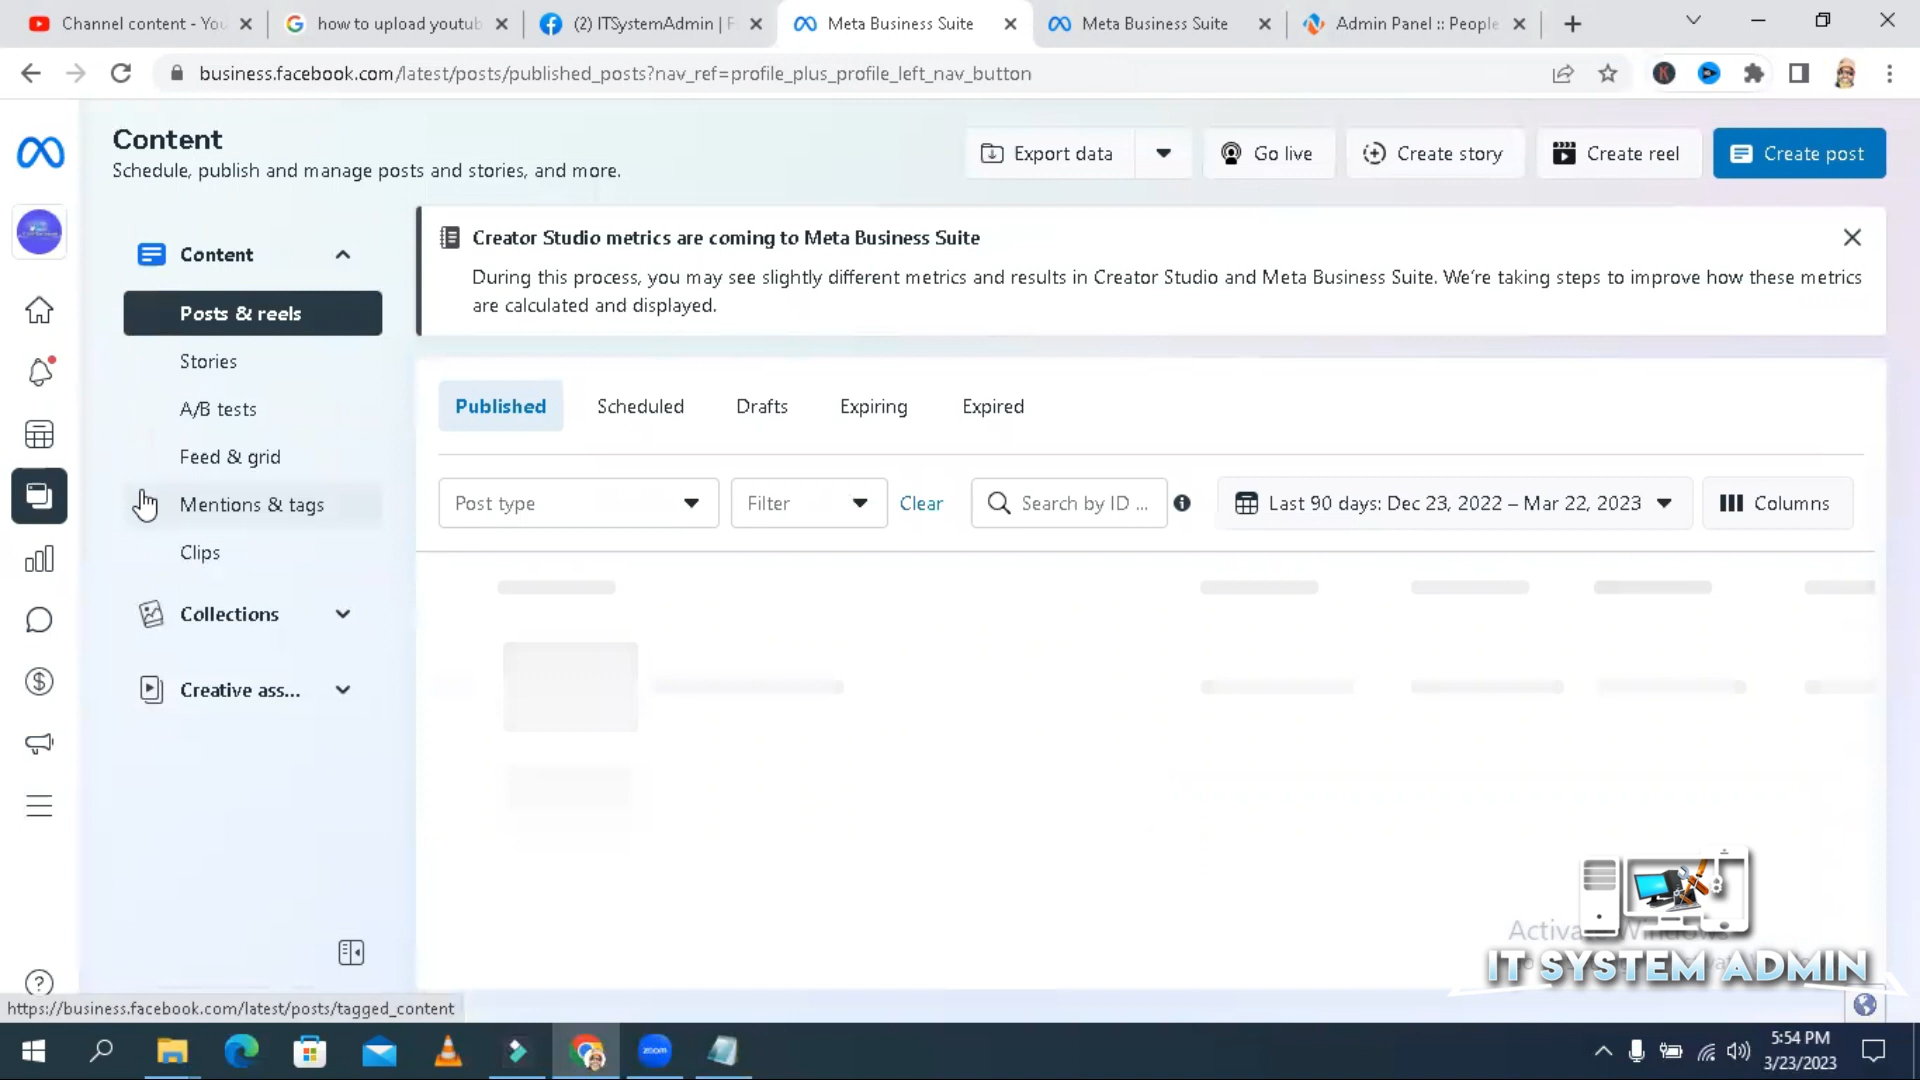 Channel content - You
how to upload youtub
(2) ITSystemAdmin | F
Meta Business Suite
Meta Business Suite
Admin Panel :: People
business.facebook.com/latest/posts/published_posts?nav_ref=profile_plus_profile_left_nav_button
Content
Schedule, publish and manage posts and stories, and more.
Export data
Go live
Create story
Create reel
Create post
Content
Posts & reels
Stories
A/B tests
Feed & grid
Mentions & tags
Clips
Collections
Creative ass...
Creator Studio metrics are coming to Meta Business Suite
During this process, you may see slightly different metrics and results in Creator Studio and Meta Business Suite. We're taking steps to improve how these metrics
are calculated and displayed.
Published
Scheduled
Drafts
Expiring
Expired
Post type
Filter
Clear
Search by ID ...
Last 90 days: Dec 23, 2022 – Mar 22, 2023
Columns
Activate Windows
IT SYSTEM ADMIN
https://business.facebook.com/latest/posts/tagged_content
zoom
5:54 PM
3/23/2023